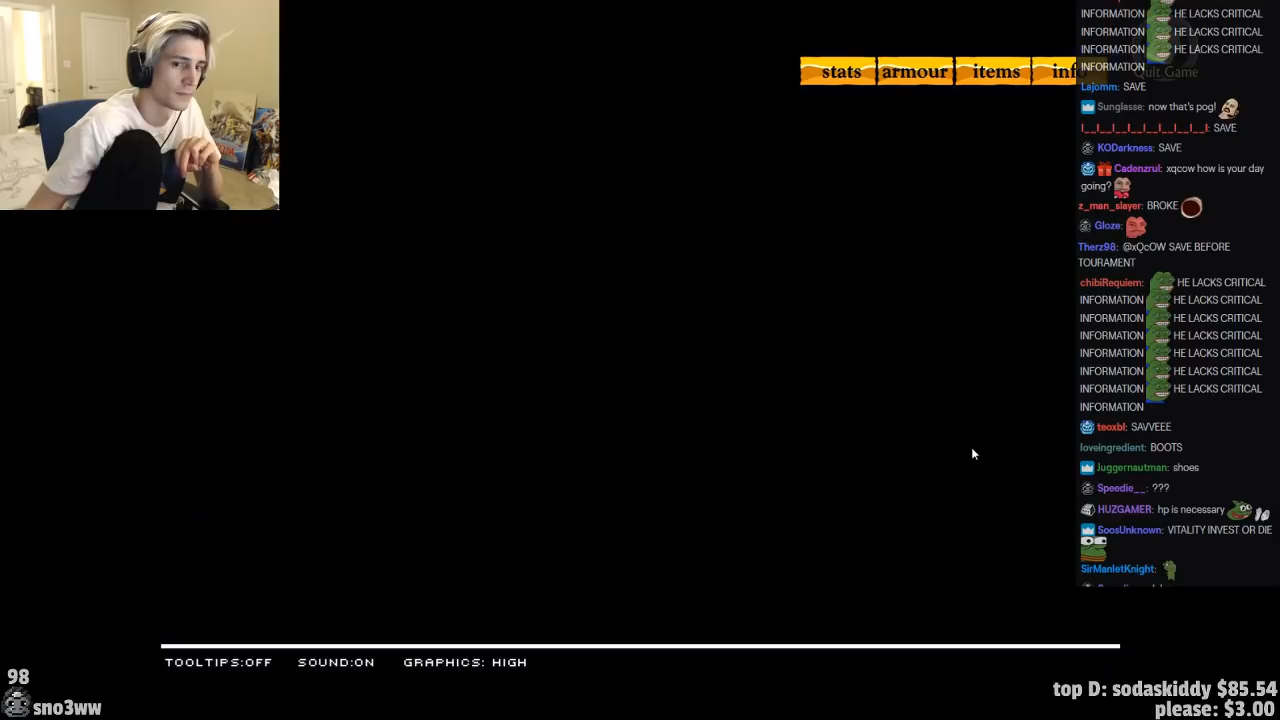 stats armour items inf
Quit Game
INFORMATION HE LACKS CRITICAL
INFORMATION HE LACKS CRITICAL
INFORMATION HE LACKS CRITICAL
INFORMATION
Lajomm: SAVE
Sunglasse: now that's pog!
l__l__l__l__l__l__l__l__l__l: SAVE
KODarkness: SAVE
Cadenzrul: xqcow how is your day
going?
z_man_slayer: BROKE
Gloze:
Therz98: @xQcOW SAVE BEFORE
TOURAMENT
chibiRequiem: HE LACKS CRITICAL
INFORMATION HE LACKS CRITICAL
INFORMATION HE LACKS CRITICAL
INFORMATION HE LACKS CRITICAL
INFORMATION HE LACKS CRITICAL
INFORMATION HE LACKS CRITICAL
INFORMATION HE LACKS CRITICAL
INFORMATION
teoxbl: SAVVEEE
loveingredient: BOOTS
Juggernautman: shoes
Speedie__: ???
HUZGAMER: hp is necessary
SoosUnknown: VITALITY INVEST OR DIE
SirManletKnight:
TOOLTIPS:OFF SOUND:ON GRAPHICS: HIGH
98
sno3ww
top D: sodaskiddy $85.54
please: $3.00